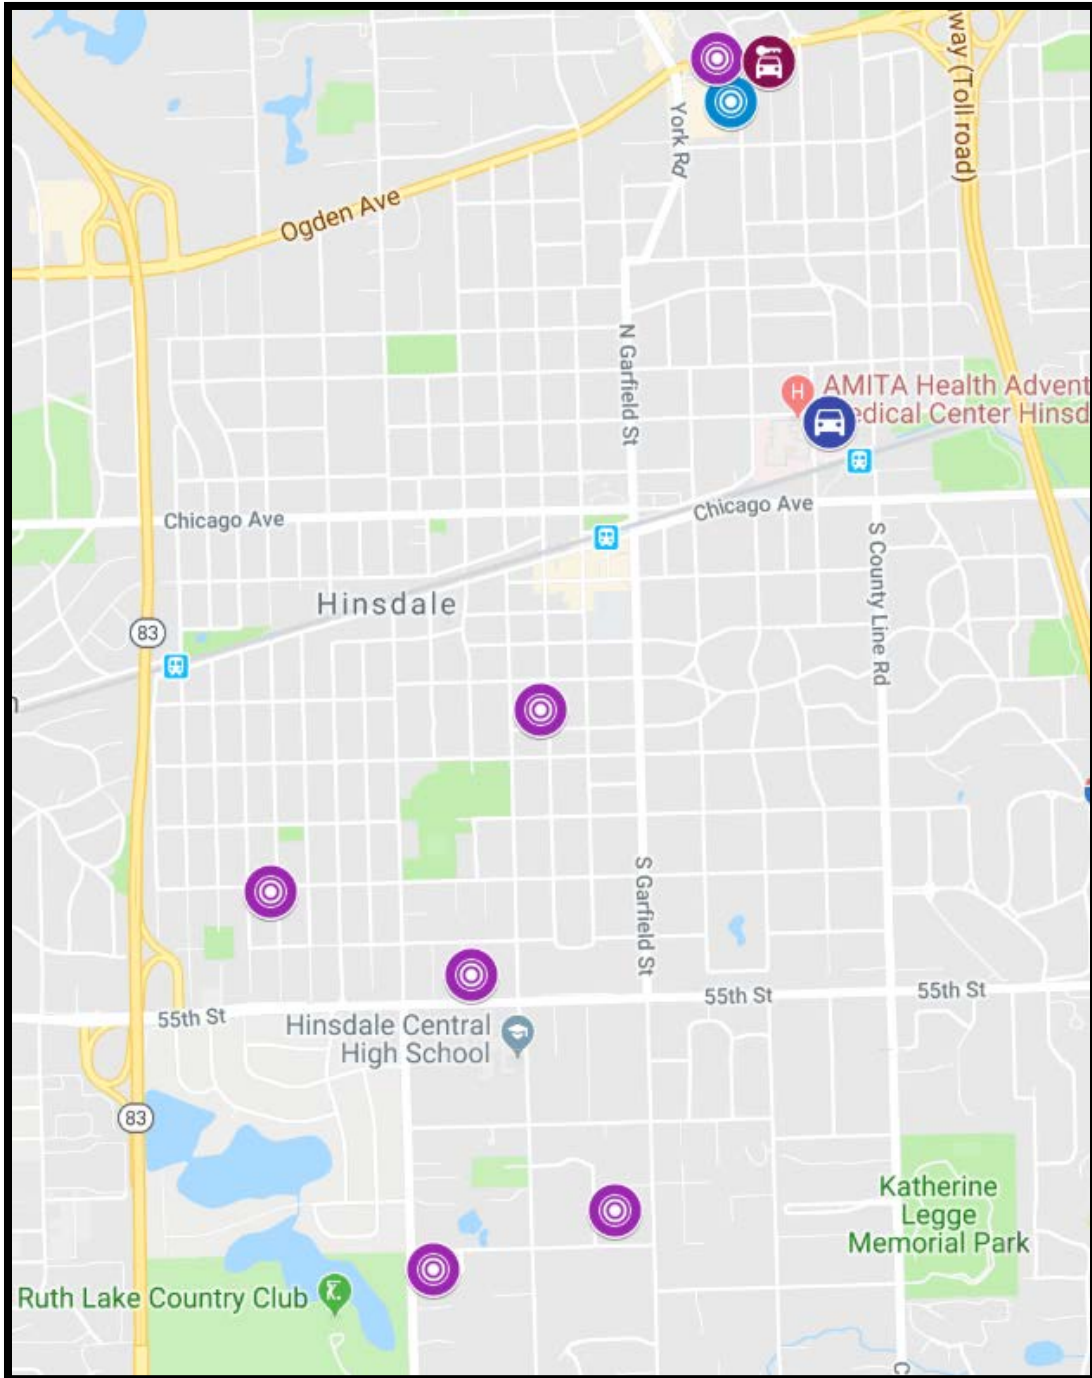 way (Toll road)
York Rd
Ogden Ave
N Garfield St
H
AMITA Health Advent
edical Center Hinsd
Chicago Ave
Chicago Ave
S County Line Rd
Hinsdale
83
S Garfield St
55th St
55th St
55th St
Hinsdale Central
High School
83
Katherine
Legge
Memorial Park
Ruth Lake Country Club
C